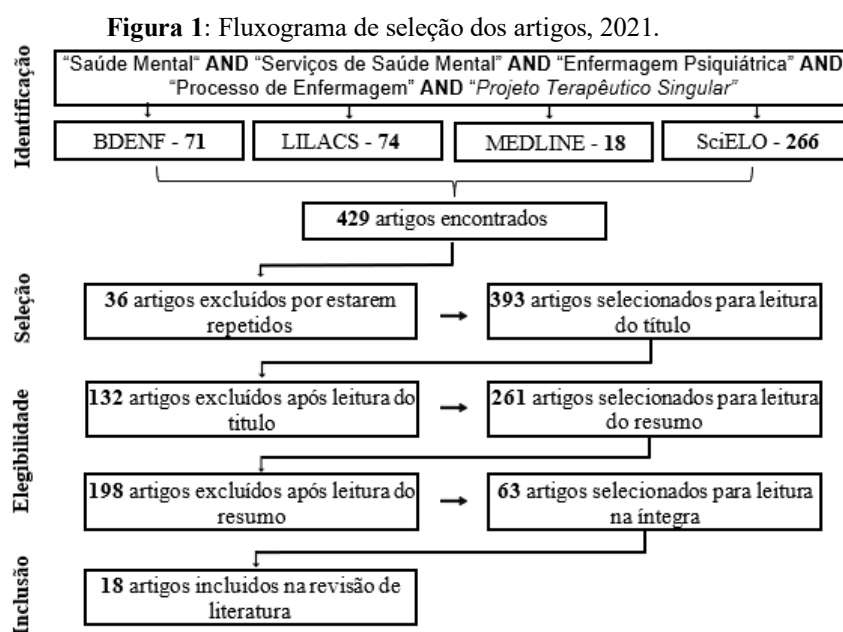 Figura 1: Fluxograma de seleção dos artigos, 2021.
Identificação
“Saúde Mental“ AND “Serviços de Saúde Mental” AND “Enfermagem Psiquiátrica” AND
“Processo de Enfermagem” AND “Projeto Terapêutico Singular”
BDENF - 71
LILACS - 74
MEDLINE - 18
SciELO - 266
429 artigos encontrados
Seleção
36 artigos excluídos por estarem
repetidos
393 artigos selecionados para leitura
do título
Elegibilidade
132 artigos excluídos após leitura do
titulo
261 artigos selecionados para leitura
do resumo
198 artigos excluídos após leitura do
resumo
63 artigos selecionados para leitura
na íntegra
Inclusão
18 artigos incluidos na revisão de
literatura